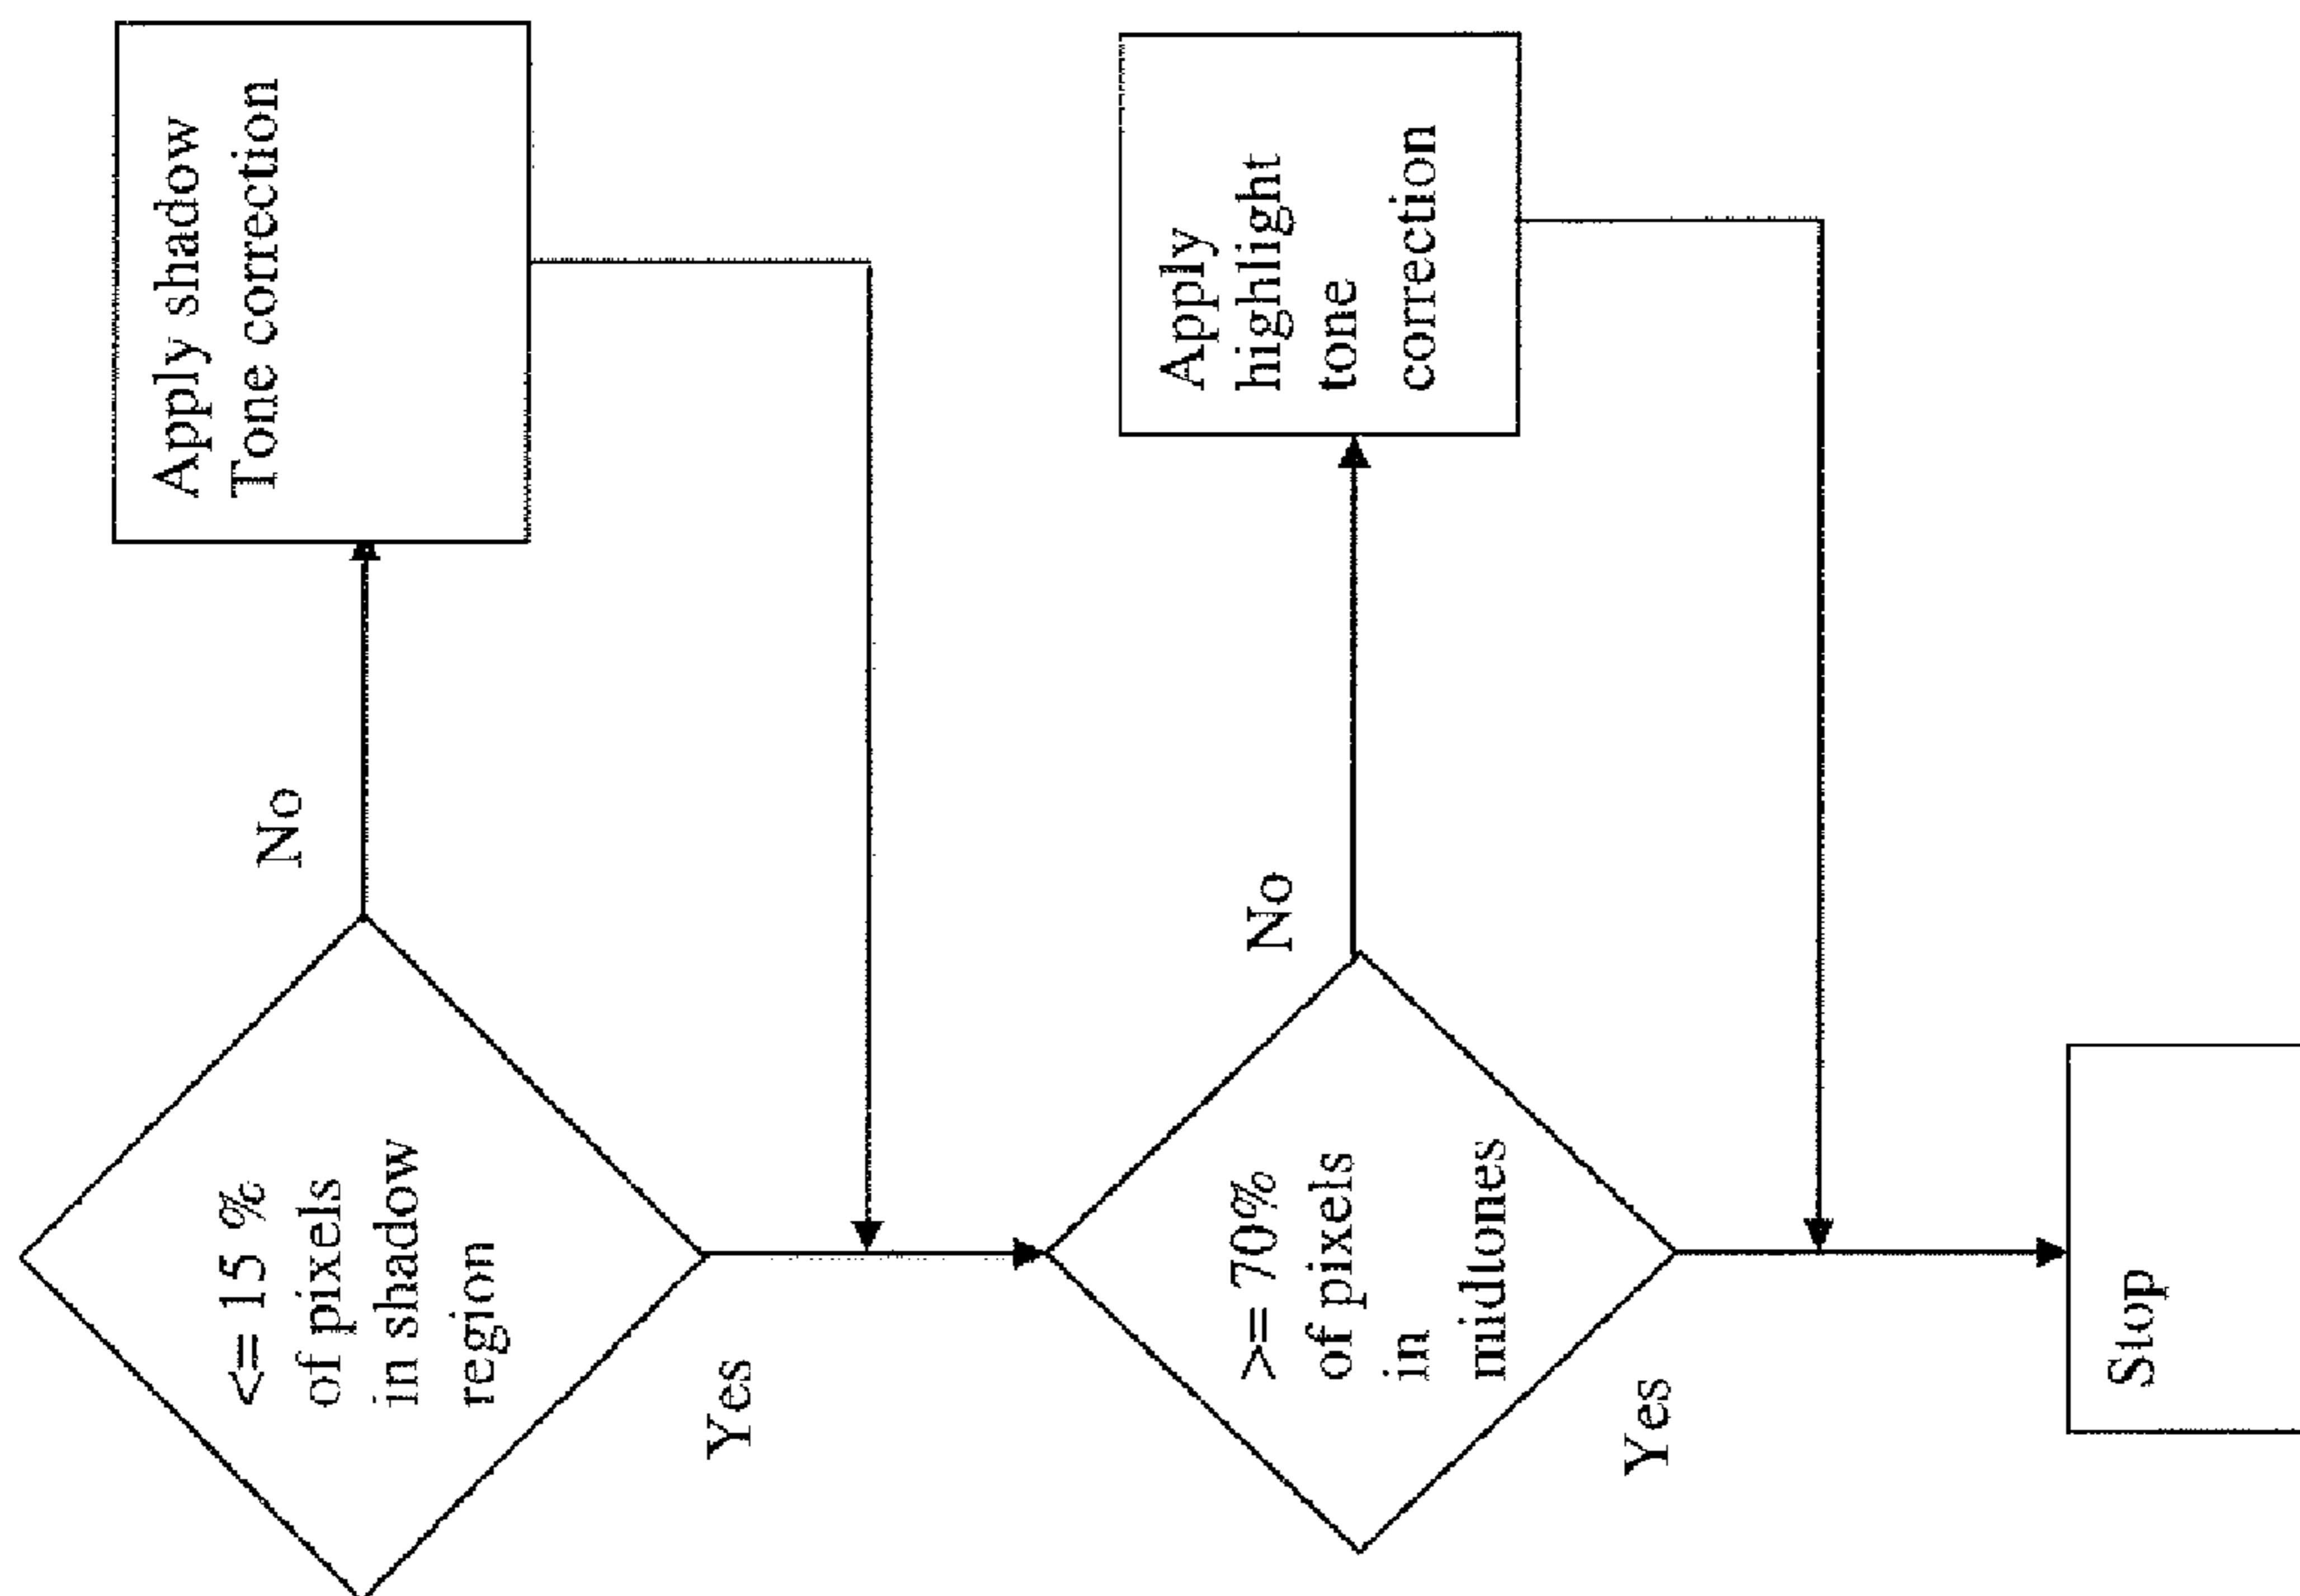 <= 15 %
of pixels
in shadow
region
No
Apply shadow
Tone correction
Yes
>= 70%
of pixels
in
midtones
No
Apply
highlight
tone
correction
Yes
Stop